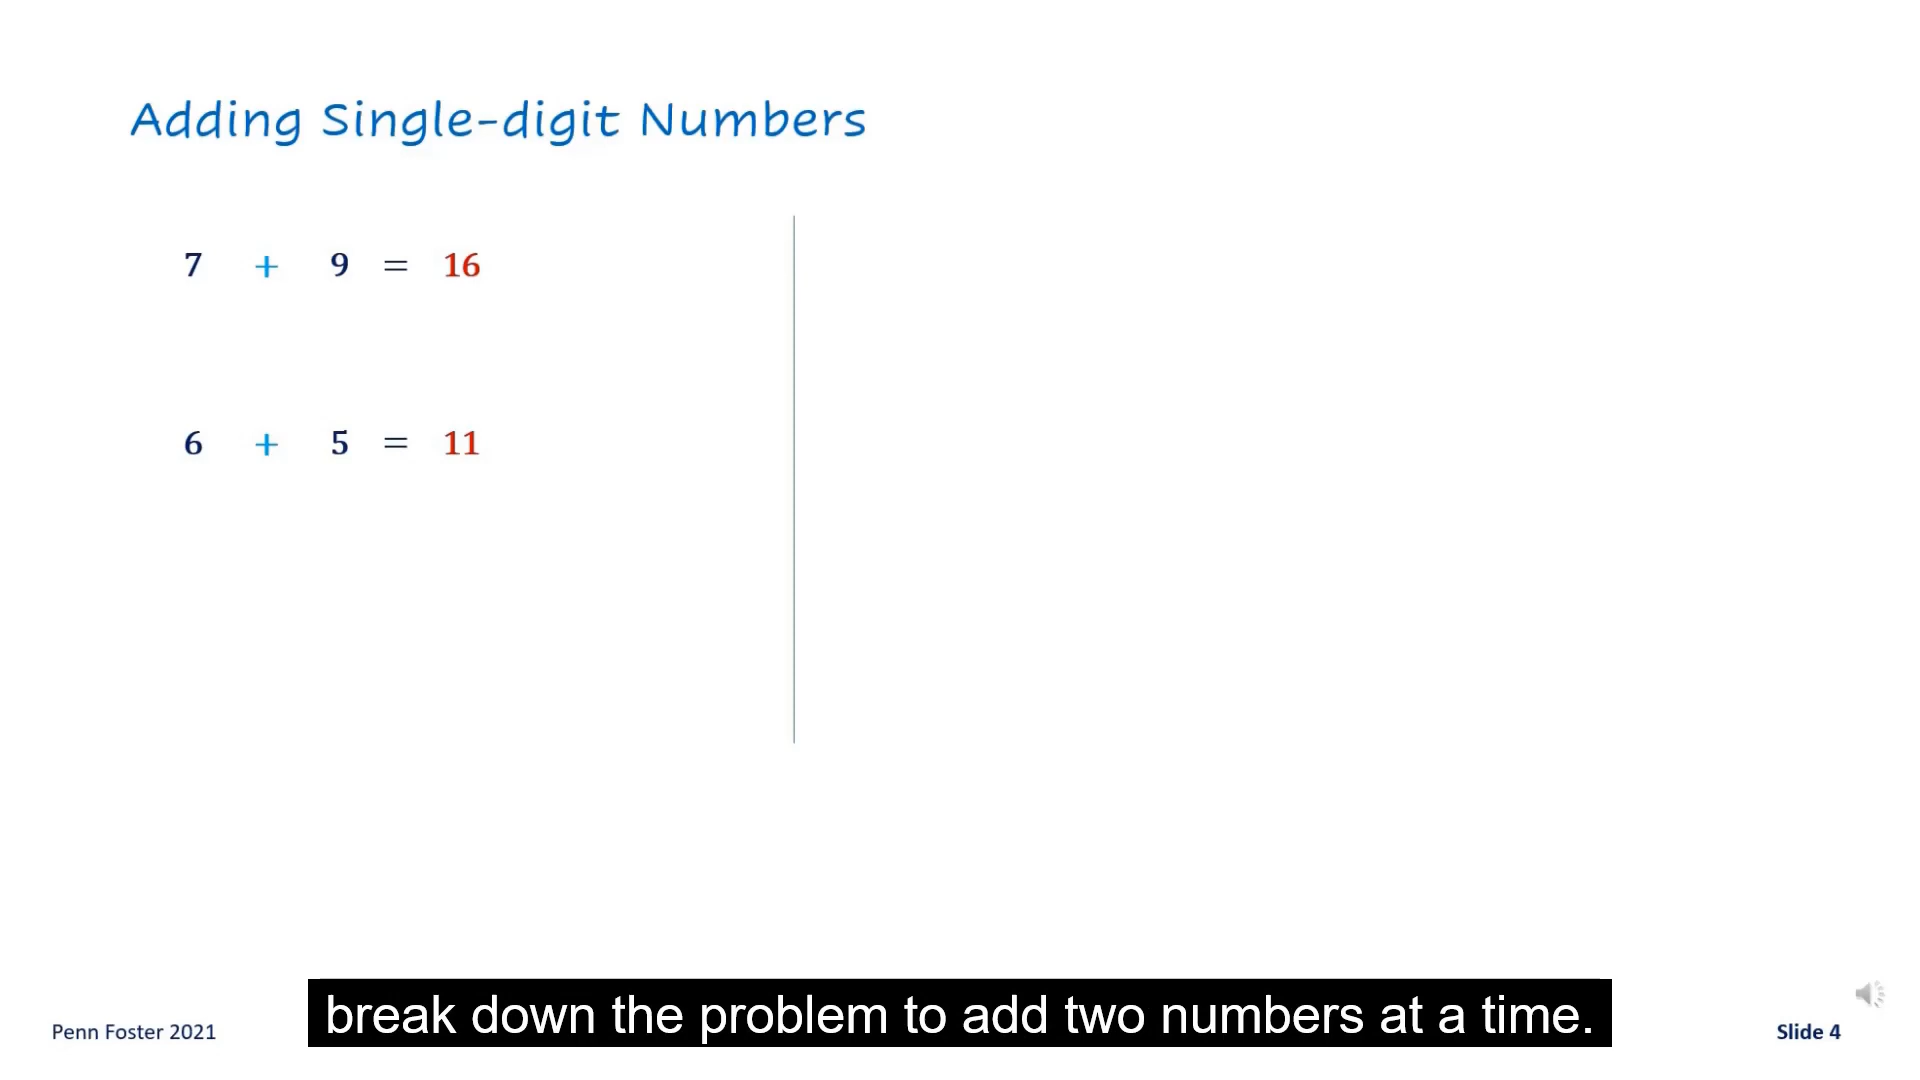 Adding Single-digit Numbers
7 + 9 = 16
6 + 5 = 11
break down the problem to add two numbers at a time.
Penn Foster 2021
Slide 4